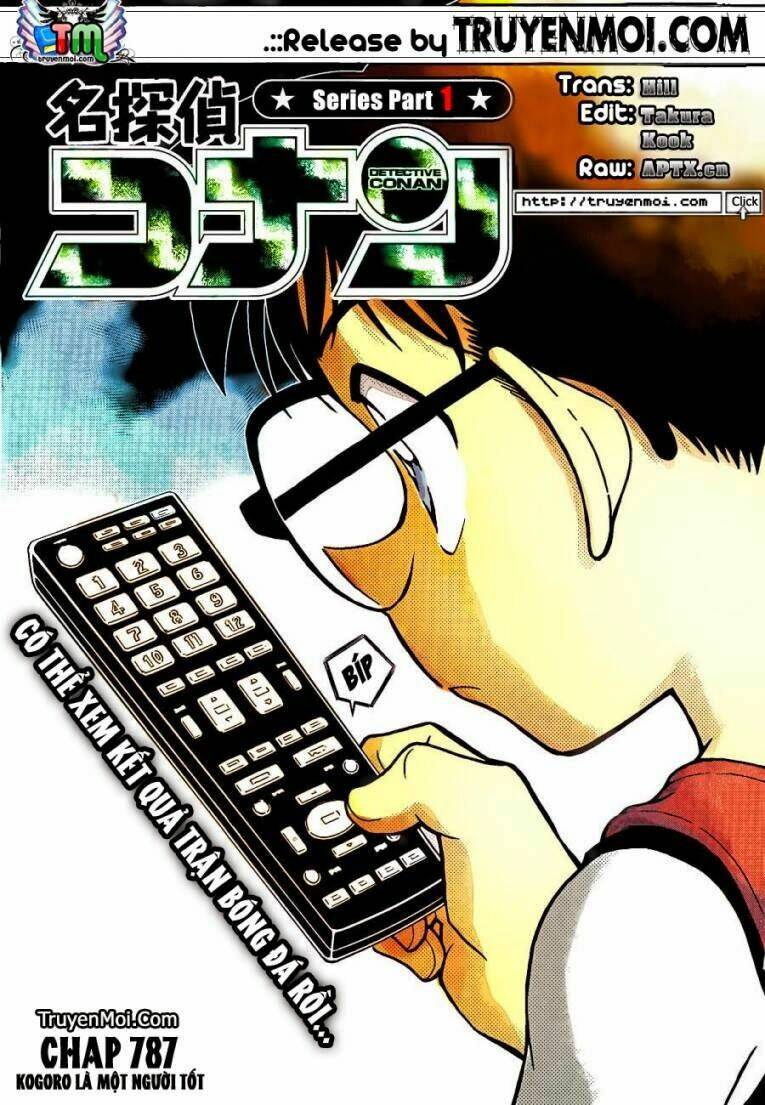 TM
truyenmoi.com
.::Release by TRUYENMOI.COM
★ Series Part 1 ★
Trans: Hill
Edit: Takura
Kook
Raw: APTX.cn
http://truyenmoi.com Click
名探偵
コナン
DETECTIVE
CONAN
1 2 3
4 5 6
7 8 9
10 11 12
BÍP
CÓ THỂ XEM KẾT QUẢ TRẬN BÓNG ĐÁ RỒI...
TruyenMoi.Com
CHAP 787
KOGORO LÀ MỘT NGƯỜI TỐT